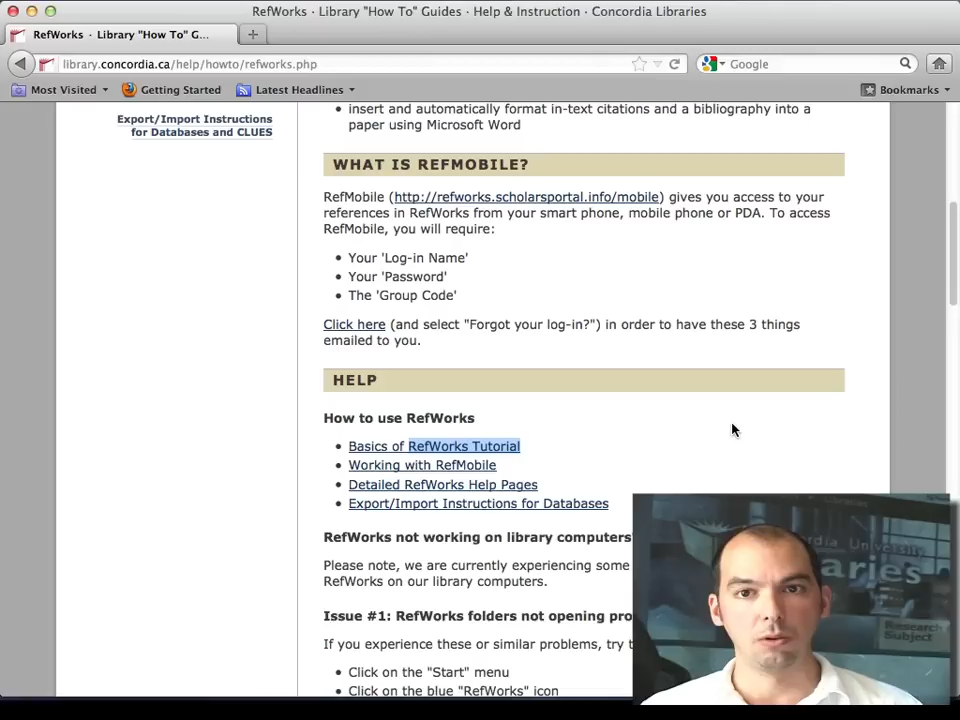 RefWorks · Library "How To" Guides · Help & Instruction · Concordia Libraries
RefWorks · Library "How To" G...
library.concordia.ca/help/howto/refworks.php
Google
Most Visited
Getting Started
Latest Headlines
Bookmarks
Export/Import Instructions
for Databases and CLUES
insert and automatically format in-text citations and a bibliography into a
paper using Microsoft Word
WHAT IS REFMOBILE?
RefMobile (http://refworks.scholarsportal.info/mobile) gives you access to your
references in RefWorks from your smart phone, mobile phone or PDA. To access
RefMobile, you will require:
• Your 'Log-in Name'
• Your 'Password'
• The 'Group Code'
Click here (and select "Forgot your log-in?") in order to have these 3 things
emailed to you.
HELP
How to use RefWorks
• Basics of RefWorks Tutorial
• Working with RefMobile
• Detailed RefWorks Help Pages
• Export/Import Instructions for Databases
RefWorks not working on library computers
Please note, we are currently experiencing some
RefWorks on our library computers.
Issue #1: RefWorks folders not opening pro
If you experience these or similar problems, try t
• Click on the "Start" menu
• Click on the blue "RefWorks" icon
University
raries
Research
Subject